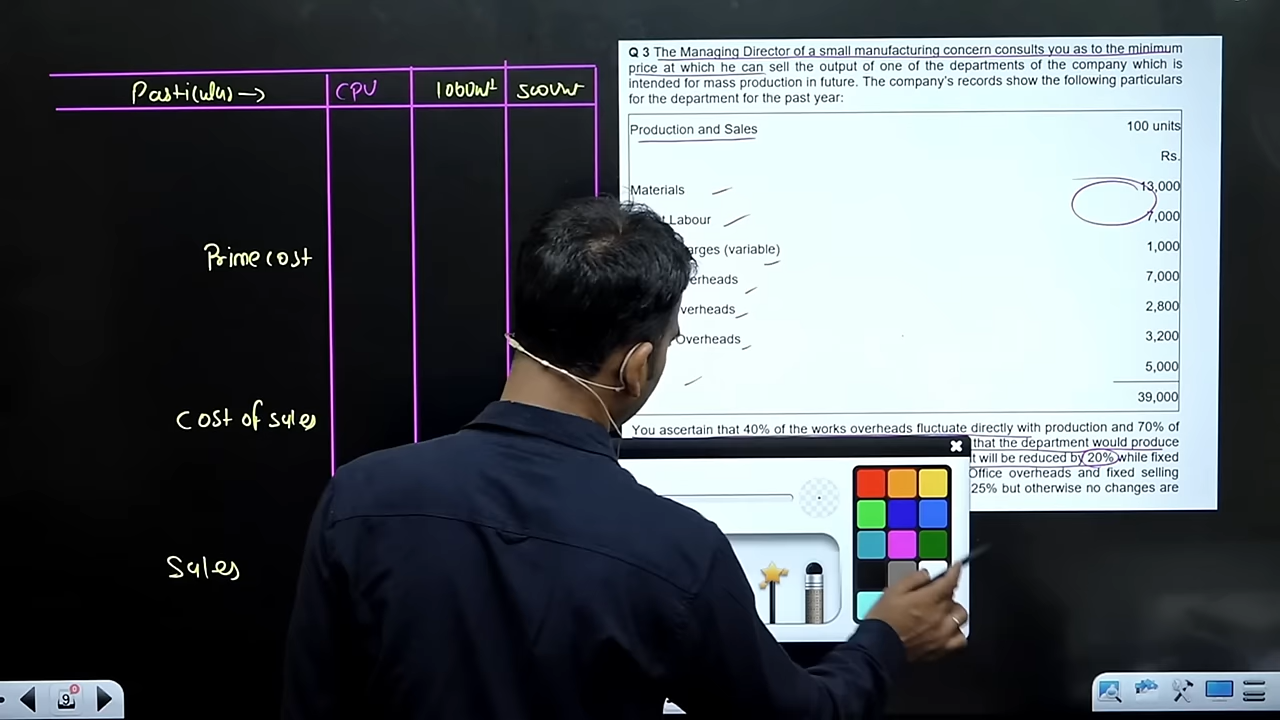 Particulars → CPU 100Unit 500Unit
Prime cost
Cost of sales
Sales
Q 3 The Managing Director of a small manufacturing concern consults you as to the minimum
price at which he can sell the output of one of the departments of the company which is
intended for mass production in future. The company's records show the following particulars
for the department for the past year:
Production and Sales 100 units
Rs.
Materials 13,000
Labour 7,000
(variable) 1,000
7,000
2,800
Overheads 3,200
5,000
39,000
You ascertain that 40% of the works overheads fluctuate directly with production and 70% of
that the department would produce
will be reduced by 20% while fixed
Office overheads and fixed selling
25% but otherwise no changes are
9
0